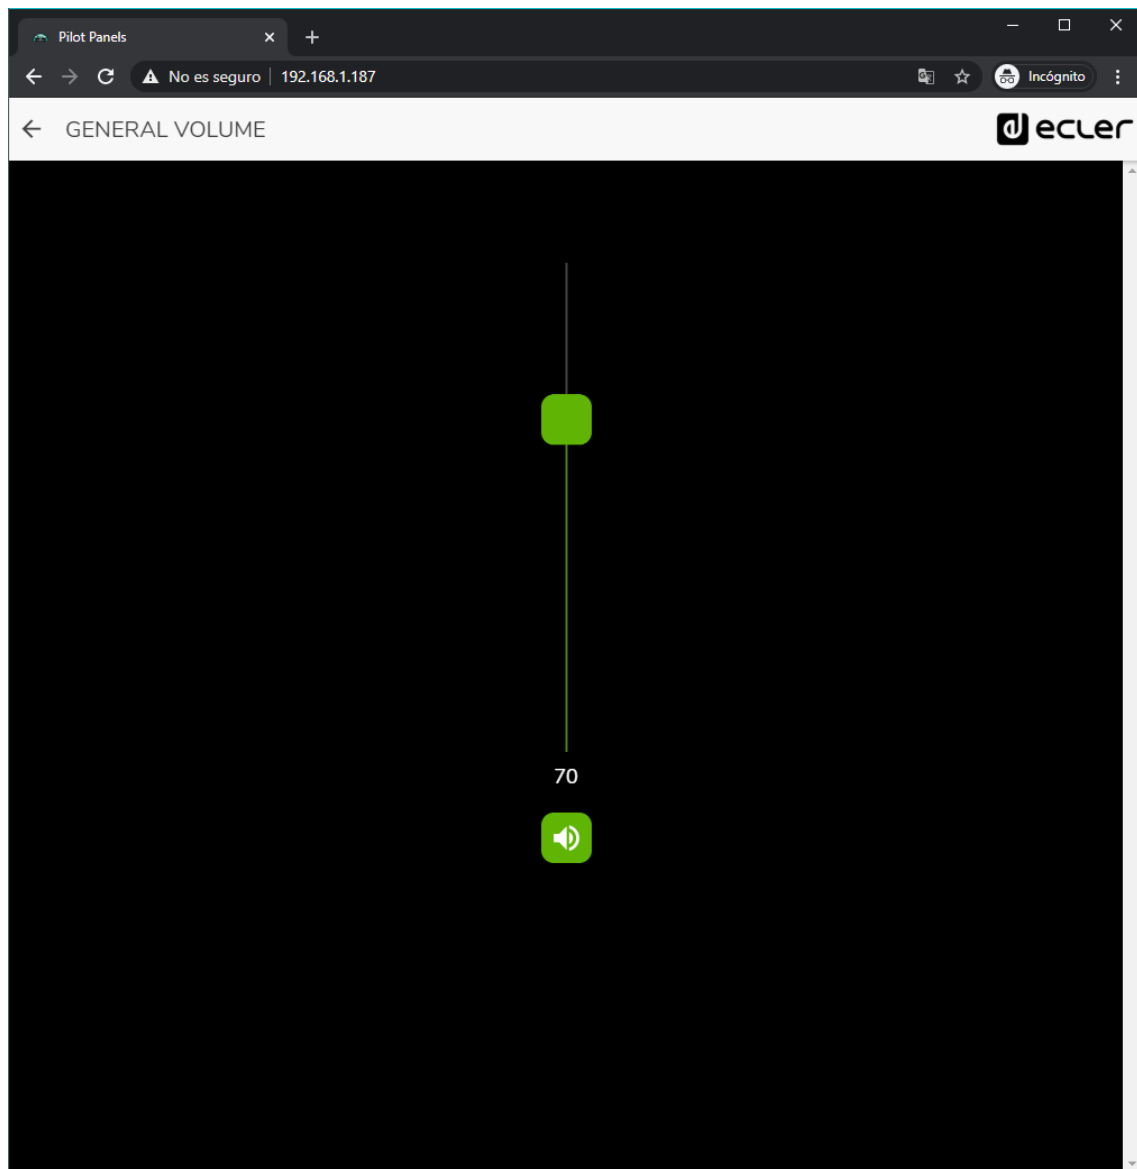 Pilot Panels
No es seguro 192.168.1.187 Incógnito
GENERAL VOLUME ecler
70